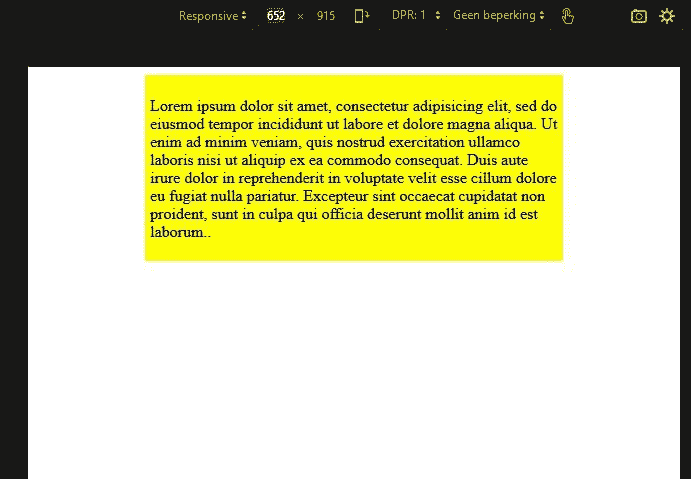 Responsive 652 × 915 DPR: 1 Geen beperking
Lorem ipsum dolor sit amet, consectetur adipisicing elit, sed do
eiusmod tempor incididunt ut labore et dolore magna aliqua. Ut
enim ad minim veniam, quis nostrud exercitation ullamco
laboris nisi ut aliquip ex ea commodo consequat. Duis aute
irure dolor in reprehenderit in voluptate velit esse cillum dolore
eu fugiat nulla pariatur. Excepteur sint occaecat cupidatat non
proident, sunt in culpa qui officia deserunt mollit anim id est
laborum..